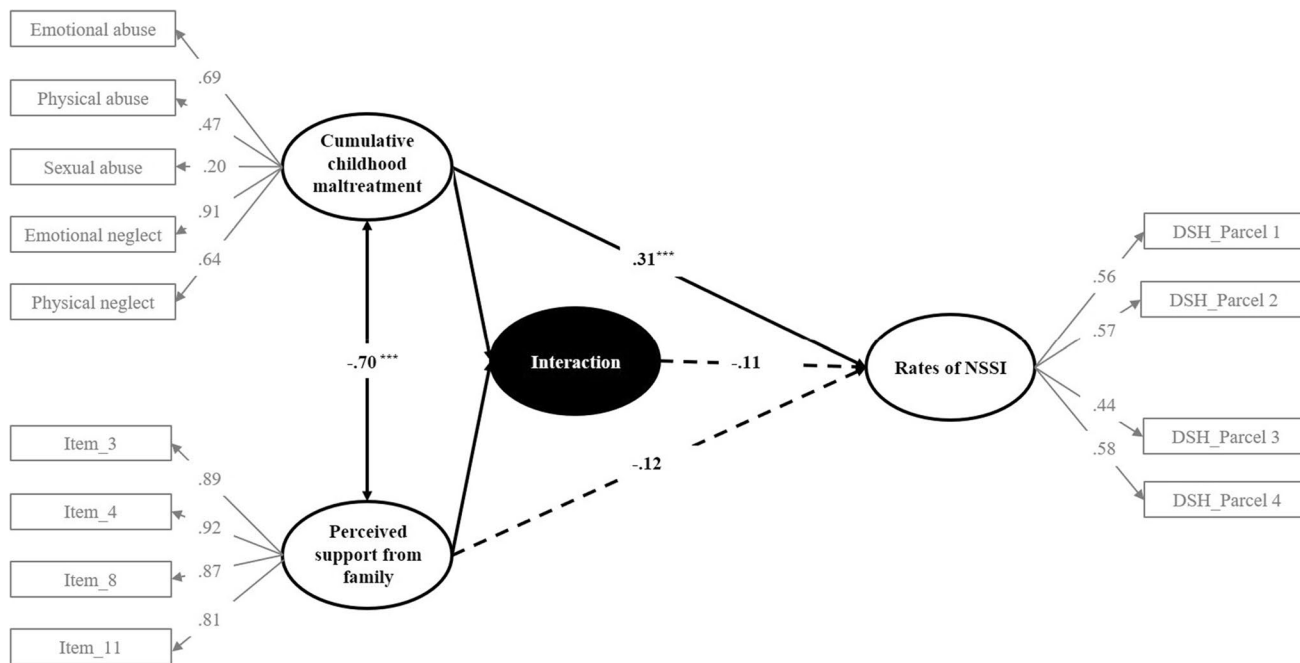 Emotional abuse
.69
Physical abuse
.47
Sexual abuse
.20
Emotional neglect
.91
Physical neglect
.64
Cumulative
childhood
maltreatment
-.70 ***
Item_3
.89
Item_4
.92
Item_8
.87
Item_11
.81
Perceived
support from
family
Interaction
.31***
-.11
-.12
Rates of NSSI
DSH_Parcel 1
.56
DSH_Parcel 2
.57
DSH_Parcel 3
.44
DSH_Parcel 4
.58